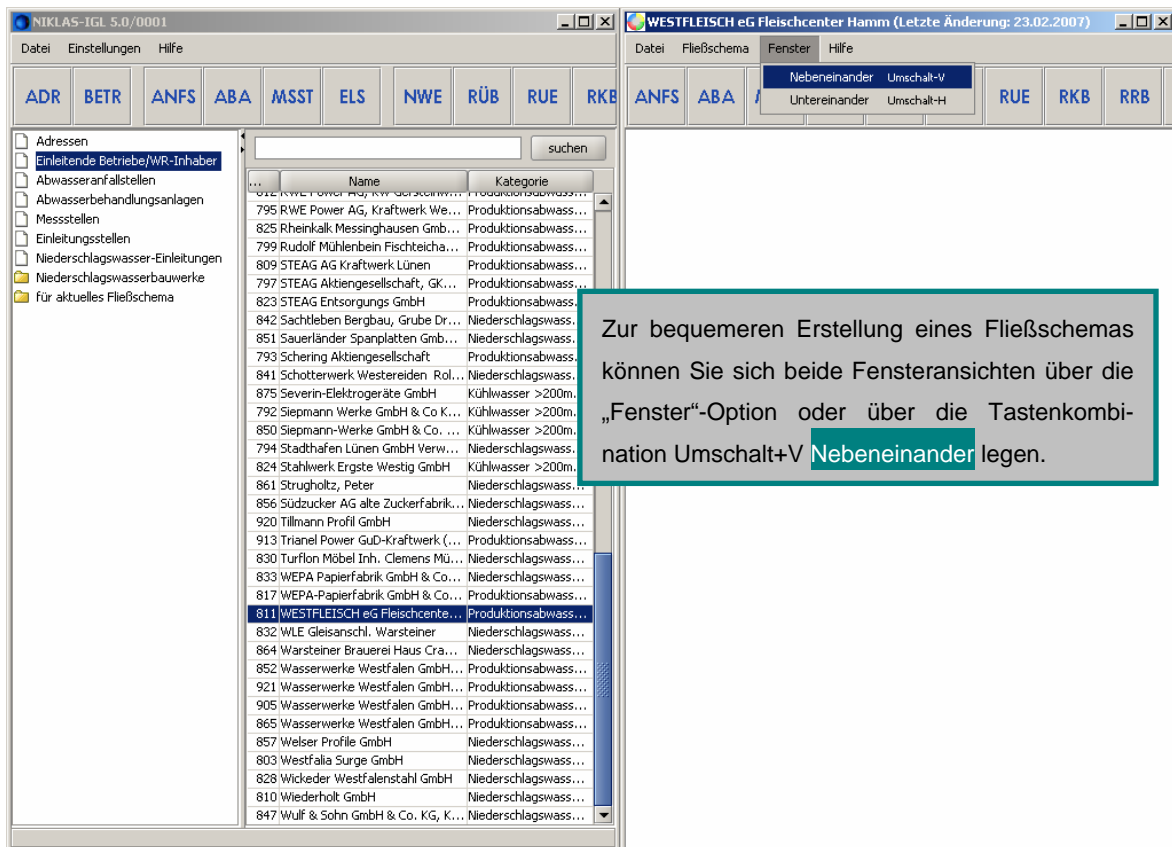 NIKLAS-IGL 5.0/0001
Datei Einstellungen Hilfe
ADR BETR ANFS ABA MSST ELS NWE RÜB RUE RKB
Adressen
Einleitende Betriebe/WR-Inhaber
Abwasseranfallstellen
Abwasserbehandlungsanlagen
Messstellen
Einleitungsstellen
Niederschlagswasser-Einleitungen
Niederschlagswasserbauwerke
für aktuelles Fließschema
suchen
... Name Kategorie
812 RWE Power AG, KW Gersteinw... Produktionsabwass...
795 RWE Power AG, Kraftwerk We... Produktionsabwass...
825 Rheinkalk Messinghausen Gmb... Produktionsabwass...
799 Rudolf Mühlenbein Fischteicha... Produktionsabwass...
809 STEAG AG Kraftwerk Lünen Produktionsabwass...
797 STEAG Aktiengesellschaft, GK... Produktionsabwass...
823 STEAG Entsorgungs GmbH Produktionsabwass.
842 Sachtleben Bergbau, Grube Dr... Niederschlagswass.
851 Sauerländer Spanplatten Gmb... Niederschlagswass.
793 Schering Aktiengesellschaft Produktionsabwass.
841 Schotterwerk Westereiden Rol... Niederschlagswass.
875 Severin-Elektrogeräte GmbH Kühlwasser >200m.
792 Siepmann Werke GmbH & Co K... Kühlwasser >200m.
850 Siepmann-Werke GmbH & Co. ... Kühlwasser >200m.
794 Stadthafen Lünen GmbH Verw... Niederschlagswass.
824 Stahlwerk Ergste Westig GmbH Kühlwasser >200m.
861 Strugholtz, Peter Niederschlagswass...
856 Südzucker AG alte Zuckerfabrik... Niederschlagswass...
920 Tillmann Profil GmbH Niederschlagswass...
913 Trianel Power GuD-Kraftwerk (... Produktionsabwass...
830 Turflon Möbel Inh. Clemens Mü... Niederschlagswass...
833 WEPA Papierfabrik GmbH & Co... Niederschlagswass...
817 WEPA-Papierfabrik GmbH & Co... Produktionsabwass...
811 WESTFLEISCH eG Fleischcente... Produktionsabwass...
832 WLE Gleisanschl. Warsteiner Niederschlagswass...
864 Warsteiner Brauerei Haus Cra... Niederschlagswass...
852 Wasserwerke Westfalen GmbH... Produktionsabwass...
921 Wasserwerke Westfalen GmbH... Produktionsabwass...
905 Wasserwerke Westfalen GmbH... Produktionsabwass...
865 Wasserwerke Westfalen GmbH... Produktionsabwass...
857 Welser Profile GmbH Niederschlagswass...
803 Westfalia Surge GmbH Niederschlagswass...
828 Wickeder Westfalenstahl GmbH Niederschlagswass...
810 Wiederholt GmbH Niederschlagswass...
847 Wulf & Sohn GmbH & Co. KG, K... Niederschlagswass...
WESTFLEISCH eG Fleischcenter Hamm (Letzte Änderung: 23.02.2007)
Datei Fließschema Fenster Hilfe
Nebeneinander Umschalt-V
Untereinander Umschalt-H
ANFS ABA RUE RKB RRB
Zur bequemeren Erstellung eines Fließschemas
können Sie sich beide Fensteransichten über die
„Fenster“-Option oder über die Tastenkombi-
nation Umschalt+V Nebeneinander legen.